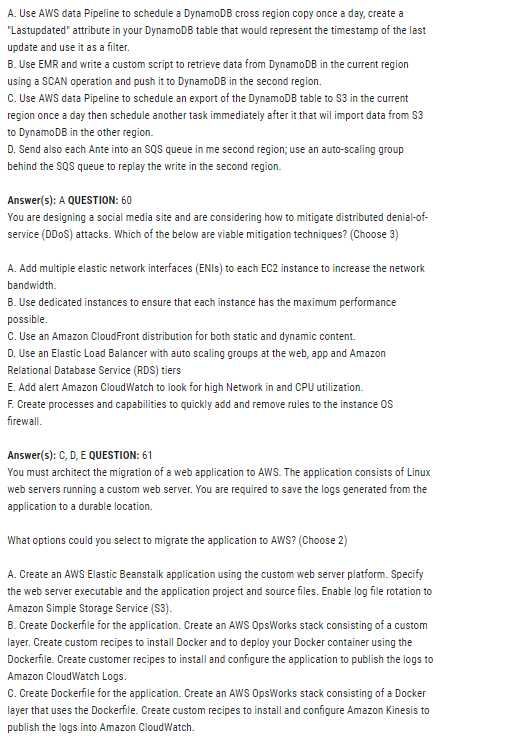 A. Use AWS data Pipeline to schedule a DynamoDB cross region copy once a day, create a
"Lastupdated" attribute in your DynamoDB table that would represent the timestamp of the last
update and use it as a filter.
B. Use EMR and write a custom script to retrieve data from DynamoDB in the current region
using a SCAN operation and push it to DynamoDB in the second region.
C. Use AWS data Pipeline to schedule an export of the DynamoDB table to S3 in the current
region once a day then schedule another task immediately after it that wil import data from S3
to DynamoDB in the other region.
D. Send also each Ante into an SQS queue in me second region; use an auto-scaling group
behind the SQS queue to replay the write in the second region.
Answer(s): A QUESTION: 60
You are designing a social media site and are considering how to mitigate distributed denial-of-
service (DDoS) attacks. Which of the below are viable mitigation techniques? (Choose 3)
A. Add multiple elastic network interfaces (ENIs) to each EC2 instance to increase the network
bandwidth.
B. Use dedicated instances to ensure that each instance has the maximum performance
possible.
C. Use an Amazon CloudFront distribution for both static and dynamic content.
D. Use an Elastic Load Balancer with auto scaling groups at the web, app and Amazon
Relational Database Service (RDS) tiers
E. Add alert Amazon CloudWatch to look for high Network in and CPU utilization.
F. Create processes and capabilities to quickly add and remove rules to the instance OS
firewall.
Answer(s): C, D, E QUESTION: 61
You must architect the migration of a web application to AWS. The application consists of Linux
web servers running a custom web server. You are required to save the logs generated from the
application to a durable location.
What options could you select to migrate the application to AWS? (Choose 2)
A. Create an AWS Elastic Beanstalk application using the custom web server platform. Specify
the web server executable and the application project and source files. Enable log file rotation to
Amazon Simple Storage Service (S3).
B. Create Dockerfile for the application. Create an AWS OpsWorks stack consisting of a custom
layer. Create custom recipes to install Docker and to deploy your Docker container using the
Dockerfile. Create customer recipes to install and configure the application to publish the logs to
Amazon CloudWatch Logs.
C. Create Dockerfile for the application. Create an AWS OpsWorks stack consisting of a Docker
layer that uses the Dockerfile. Create custom recipes to install and configure Amazon Kinesis to
publish the logs into Amazon CloudWatch.